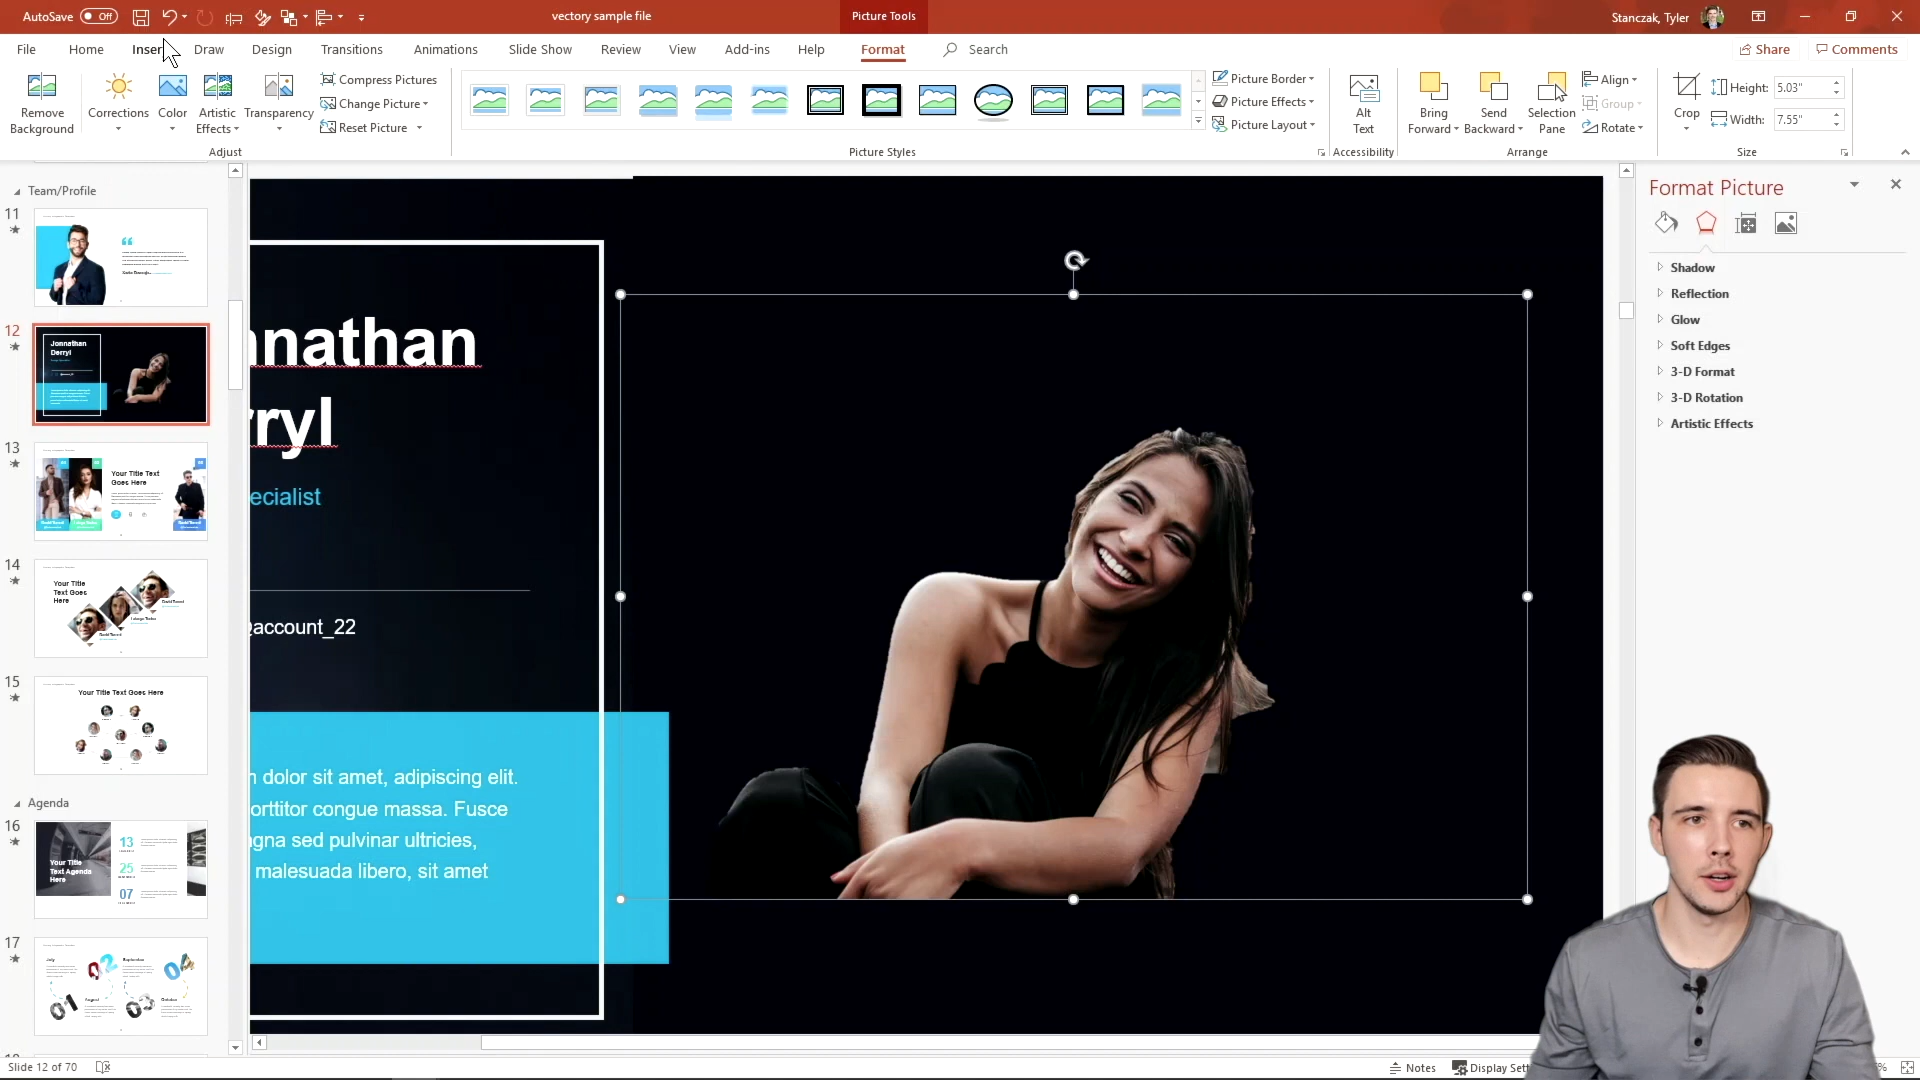 AutoSave Off
vectory sample file
Picture Tools
Stanczak, Tyler
File Home Inser Draw Design Transitions Animations Slide Show Review View Add-ins Help Format Search
Share Comments
Remove Background
Corrections
Color
Artistic Effects
Transparency
Compress Pictures
Change Picture
Reset Picture
Adjust
Picture Styles
Picture Border
Picture Effects
Picture Layout
Alt Text
Accessibility
Bring Forward
Send Backward
Selection Pane
Align
Group
Rotate
Arrange
Crop
Height: 5.03"
Width: 7.55"
Size
Team/Profile
11
12
Jonnathan
Derryl
13
Your Title Text
Goes Here
14
Your Title
Text Goes
Here
15
Your Title Text Goes Here
Agenda
16
Your Title
Text Agenda
Here
13
25
07
17
nnathan
rryl
ecialist
@account_22
dolor sit amet, adipiscing elit.
orttitor congue massa. Fusce
gna sed pulvinar ultricies,
malesuada libero, sit amet
Format Picture
Shadow
Reflection
Glow
Soft Edges
3-D Format
3-D Rotation
Artistic Effects
Slide 12 of 70
Notes
Display Sett
%